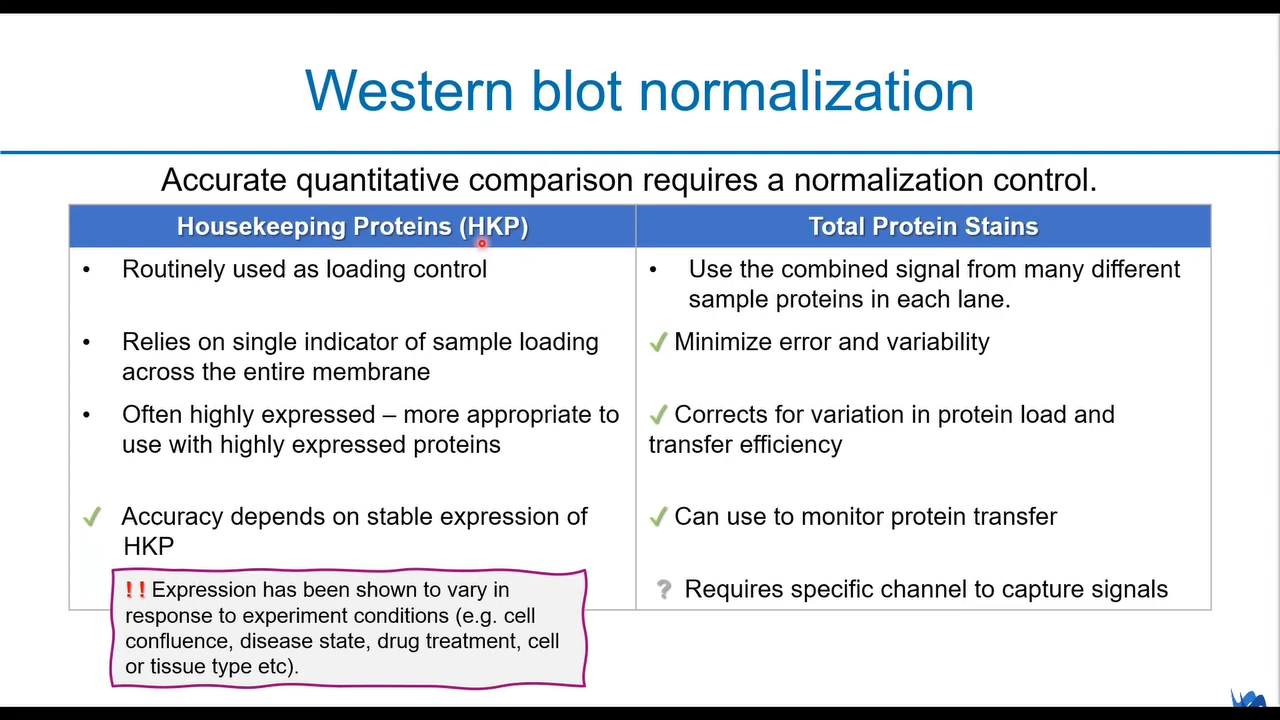 Western blot normalization
Accurate quantitative comparison requires a normalization control.
Housekeeping Proteins (HKP)
• Routinely used as loading control
• Relies on single indicator of sample loading
across the entire membrane
• Often highly expressed – more appropriate to
use with highly expressed proteins
✓ Accuracy depends on stable expression of
HKP
!! Expression has been shown to vary in
response to experiment conditions (e.g. cell
confluence, disease state, drug treatment, cell
or tissue type etc).
Total Protein Stains
• Use the combined signal from many different
sample proteins in each lane.
✓ Minimize error and variability
✓ Corrects for variation in protein load and
transfer efficiency
✓ Can use to monitor protein transfer
? Requires specific channel to capture signals